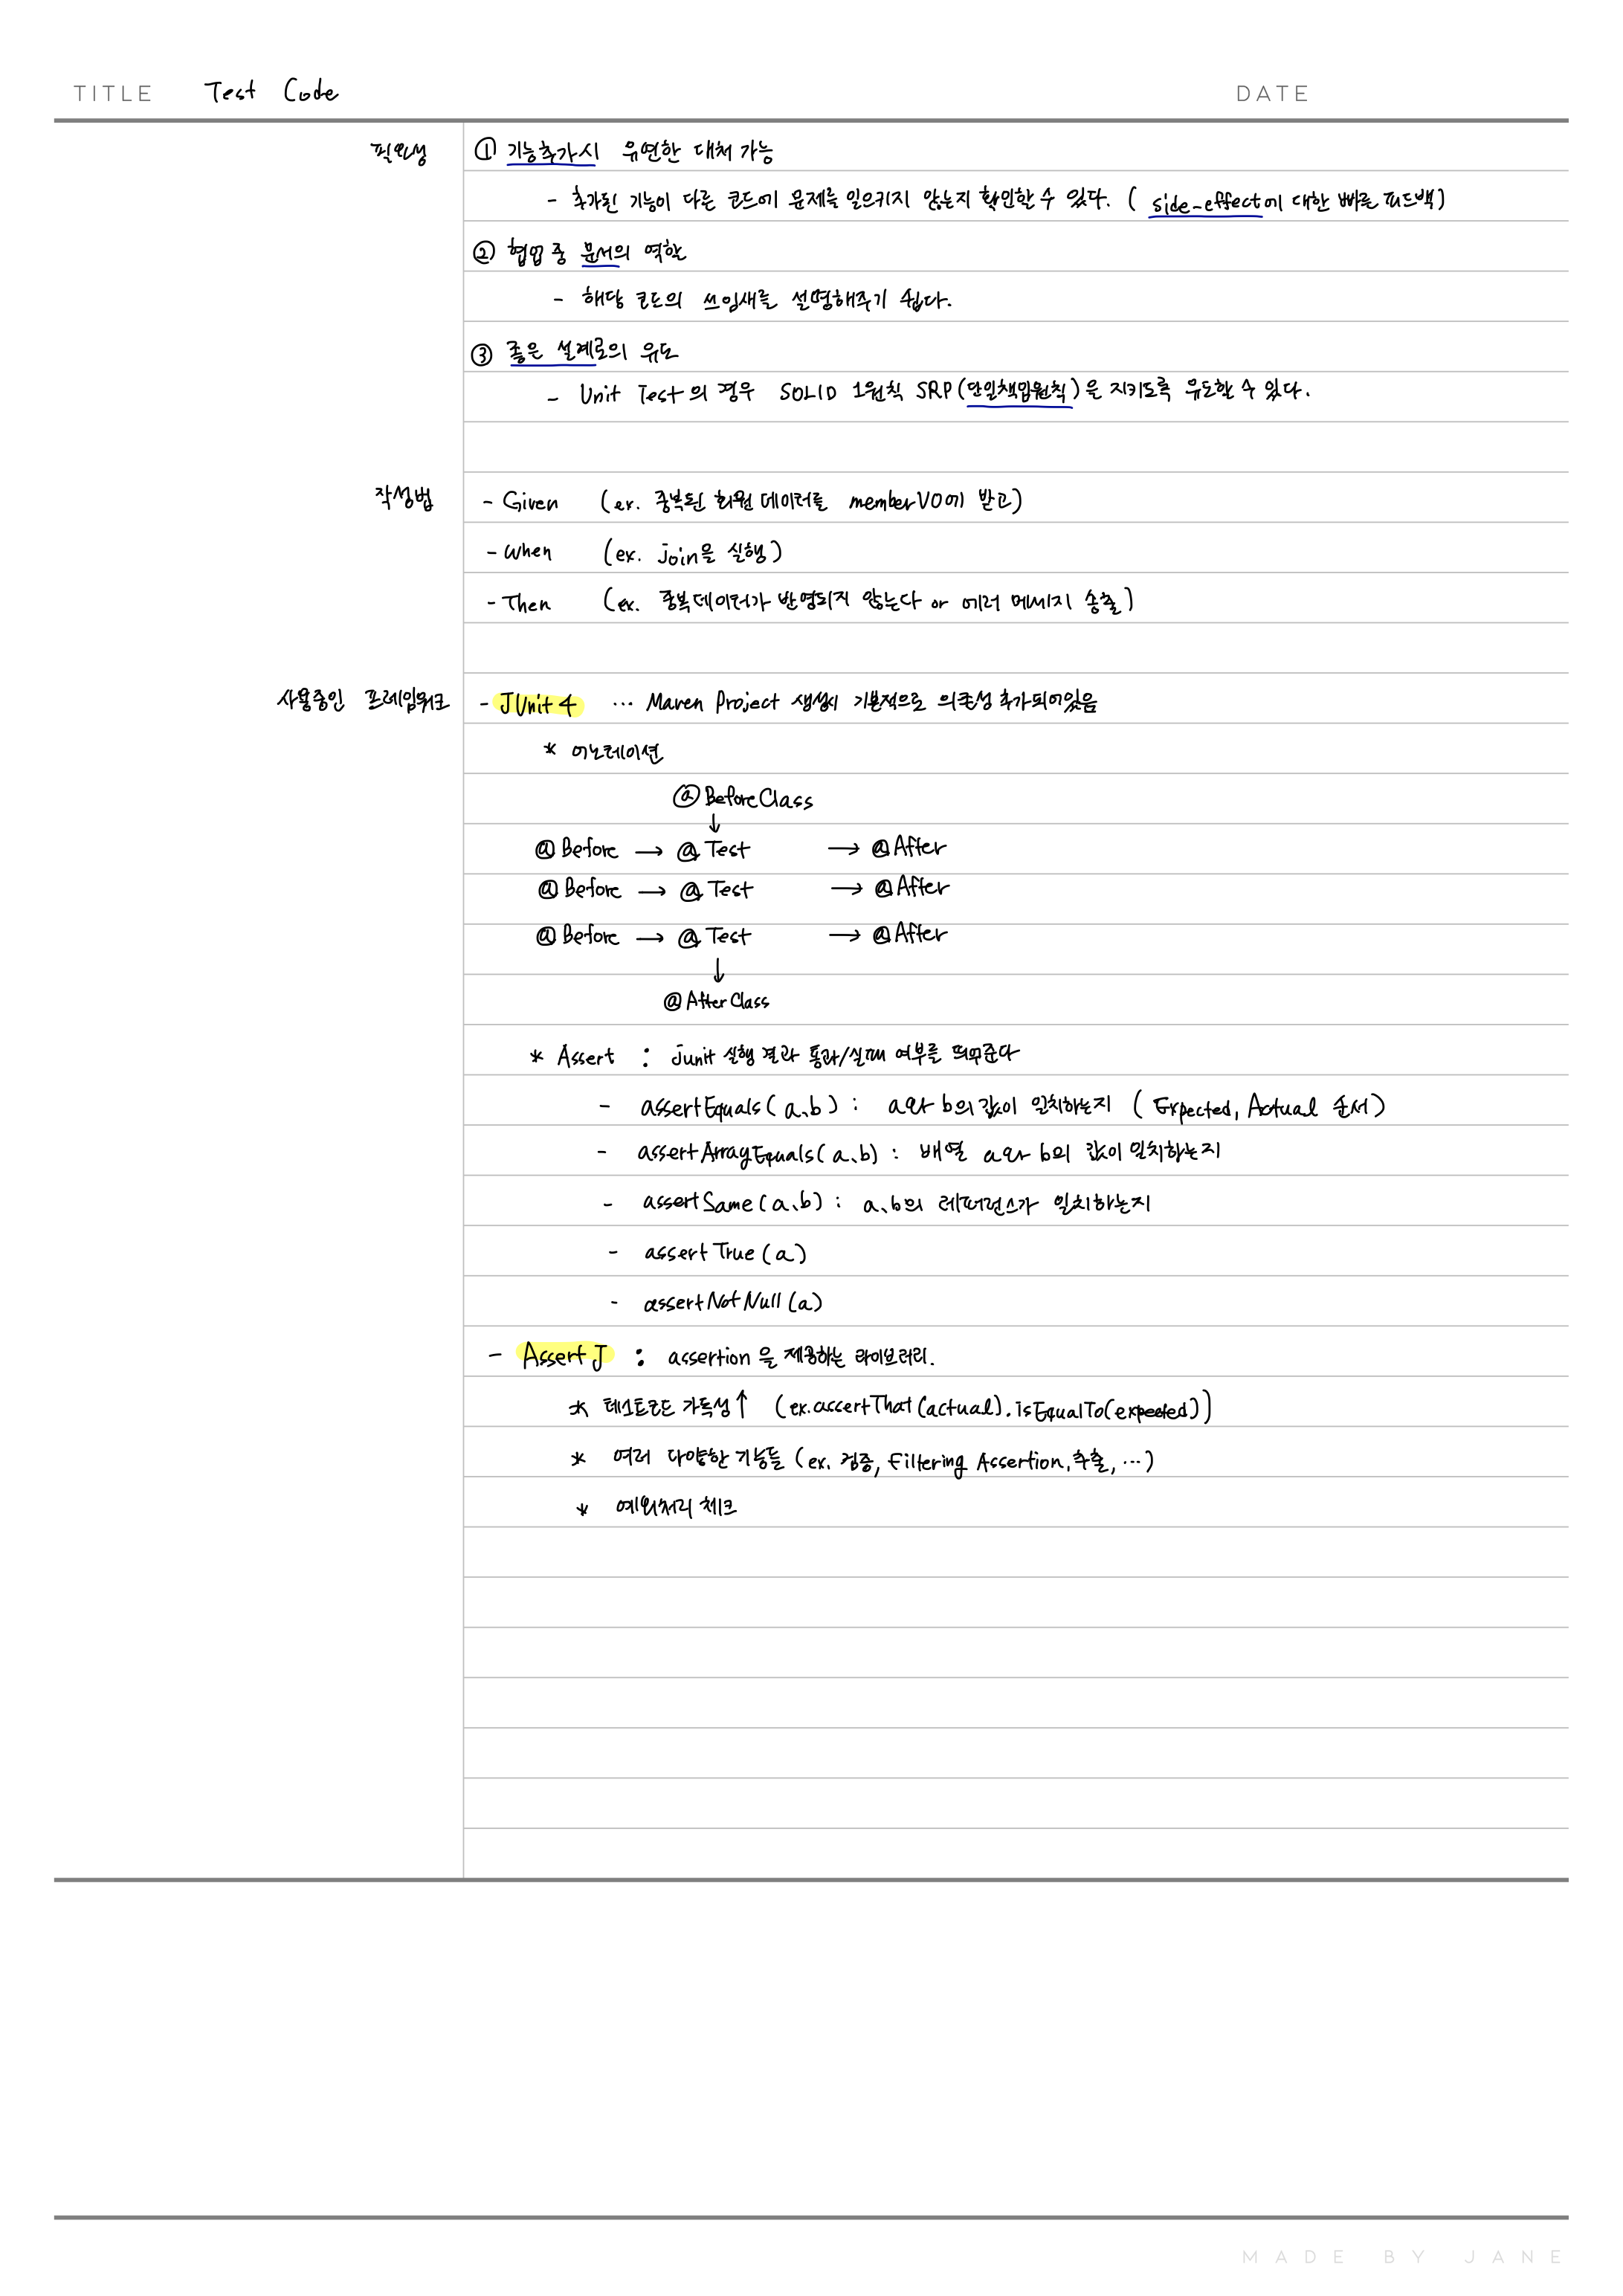 TITLE Test Code DATE
필요성 ① 기능추가시 유연한 대처 가능
- 추가된 기능이 다른 코드에 문제를 일으키지 않는지 확인할 수 있다. ( side-effect에 대한 빠른 피드백)
② 협업 중 문서의 역할
- 해당 코드의 쓰임새를 설명해주기 쉽다.
③ 좋은 설계로의 유도
- Unit Test의 경우 SOLID 1원칙 SRP(단일책임원칙)을 지키도록 유도할 수 있다.
작성법 - Given (ex. 중복된 회원 데이터를 memberVO에 받고)
- When (ex. join을 실행)
- Then (ex. 중복데이터가 반영되지 않는다 or 에러 메세지 송출)
사용중인 프레임워크 - JUnit 4 ... Maven Project 생성시 기본적으로 의존성 추가되어있음
* 어노테이션
@BeforeClass
↓
@Before → @Test → @After
@Before → @Test → @After
@Before → @Test → @After
↓
@AfterClass
* Assert : junit 실행 결과 통과/실패 여부를 띄워준다
- assertEquals(a,b) : a와 b의 값이 일치하는지 ( Expected, Actual 순서)
- assertArrayEquals(a,b) : 배열 a와 b의 값이 일치하는지
- assertSame(a,b) : a,b의 레퍼런스가 일치하는지
- assertTrue(a)
- assertNotNull(a)
- AssertJ : assertion을 제공하는 라이브러리.
* 테스트코드 가독성↑ (ex.assertThat(actual).isEqualTo(expected))
* 여러 다양한 기능들 (ex. 검증, Filtering Assertion, 추출, ...)
* 예외처리 체크
MADE BY JANE